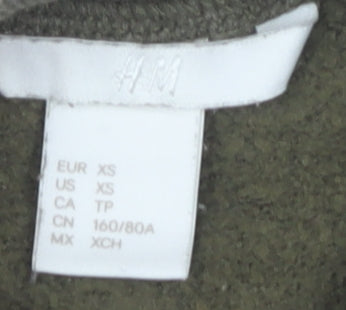 H&M
EUR XS
US XS
CA TP
CN 160/80A
MX XCH